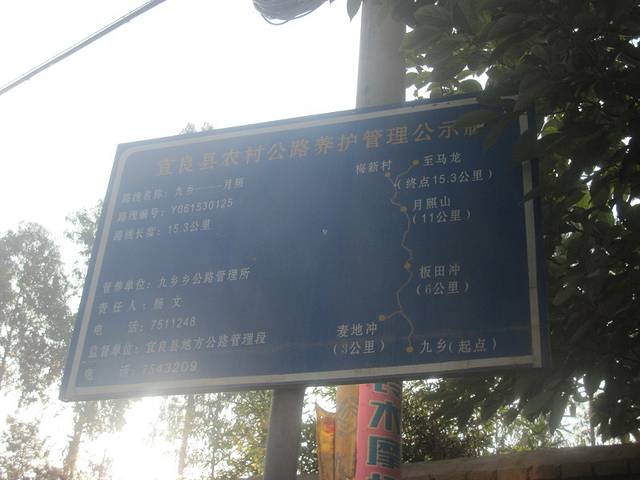 宜良县农村公路养护管理公示牌
路线名称：九乡——月照
路线编号：Y061530125
路线长度：15.3公里
管养单位：九乡乡公路管理所
责任人：杨 文
电 话：7511248
监督单位：宜良县地方公路管理段
电 话：7543209
梅新村
至马龙
（终点15.3公里）
月照山
（11公里）
板田冲
（6公里）
麦地冲
（3公里）
九乡（起点）
木摩